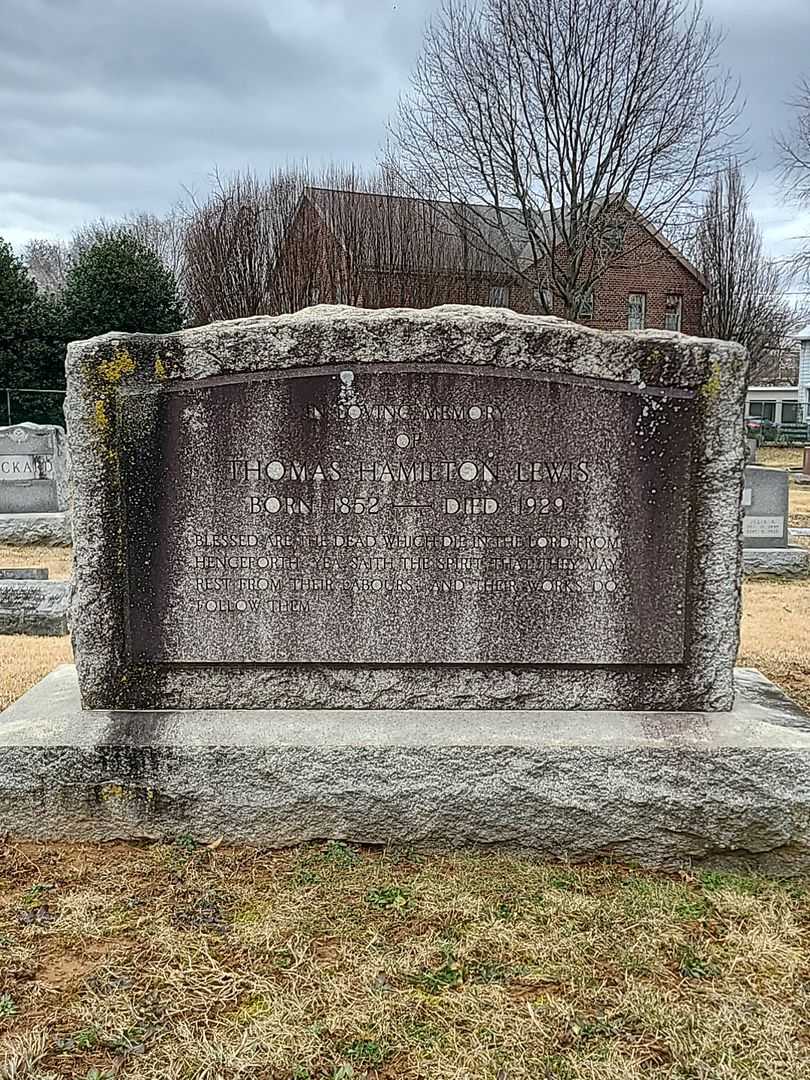 IN LOVING MEMORY
OF
THOMAS HAMILTON LEWIS
BORN 1852 — DIED 1929
BLESSED ARE THE DEAD WHICH DIE IN THE LORD FROM
HENCEFORTH: YEA SAITH THE SPIRIT THAT THEY MAY
REST FROM THEIR LABOURS: AND THEIR WORKS DO
FOLLOW THEM
CKARD